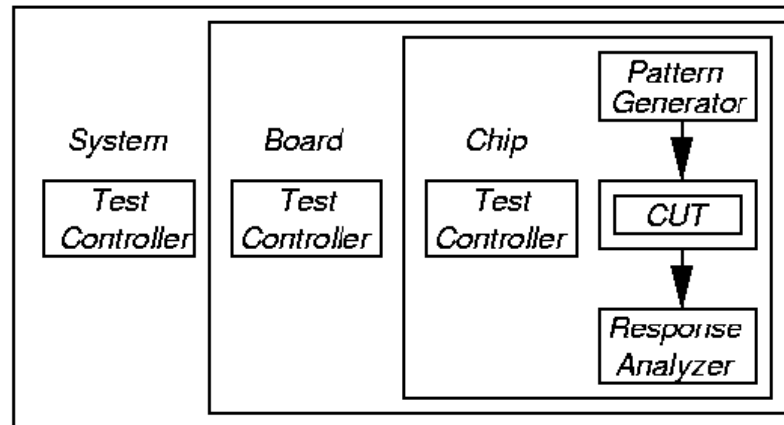 Pattern
Generator
System
Board
Chip
Test
Controller
Test
Controller
Test
Controller
CUT
Response
Analyzer